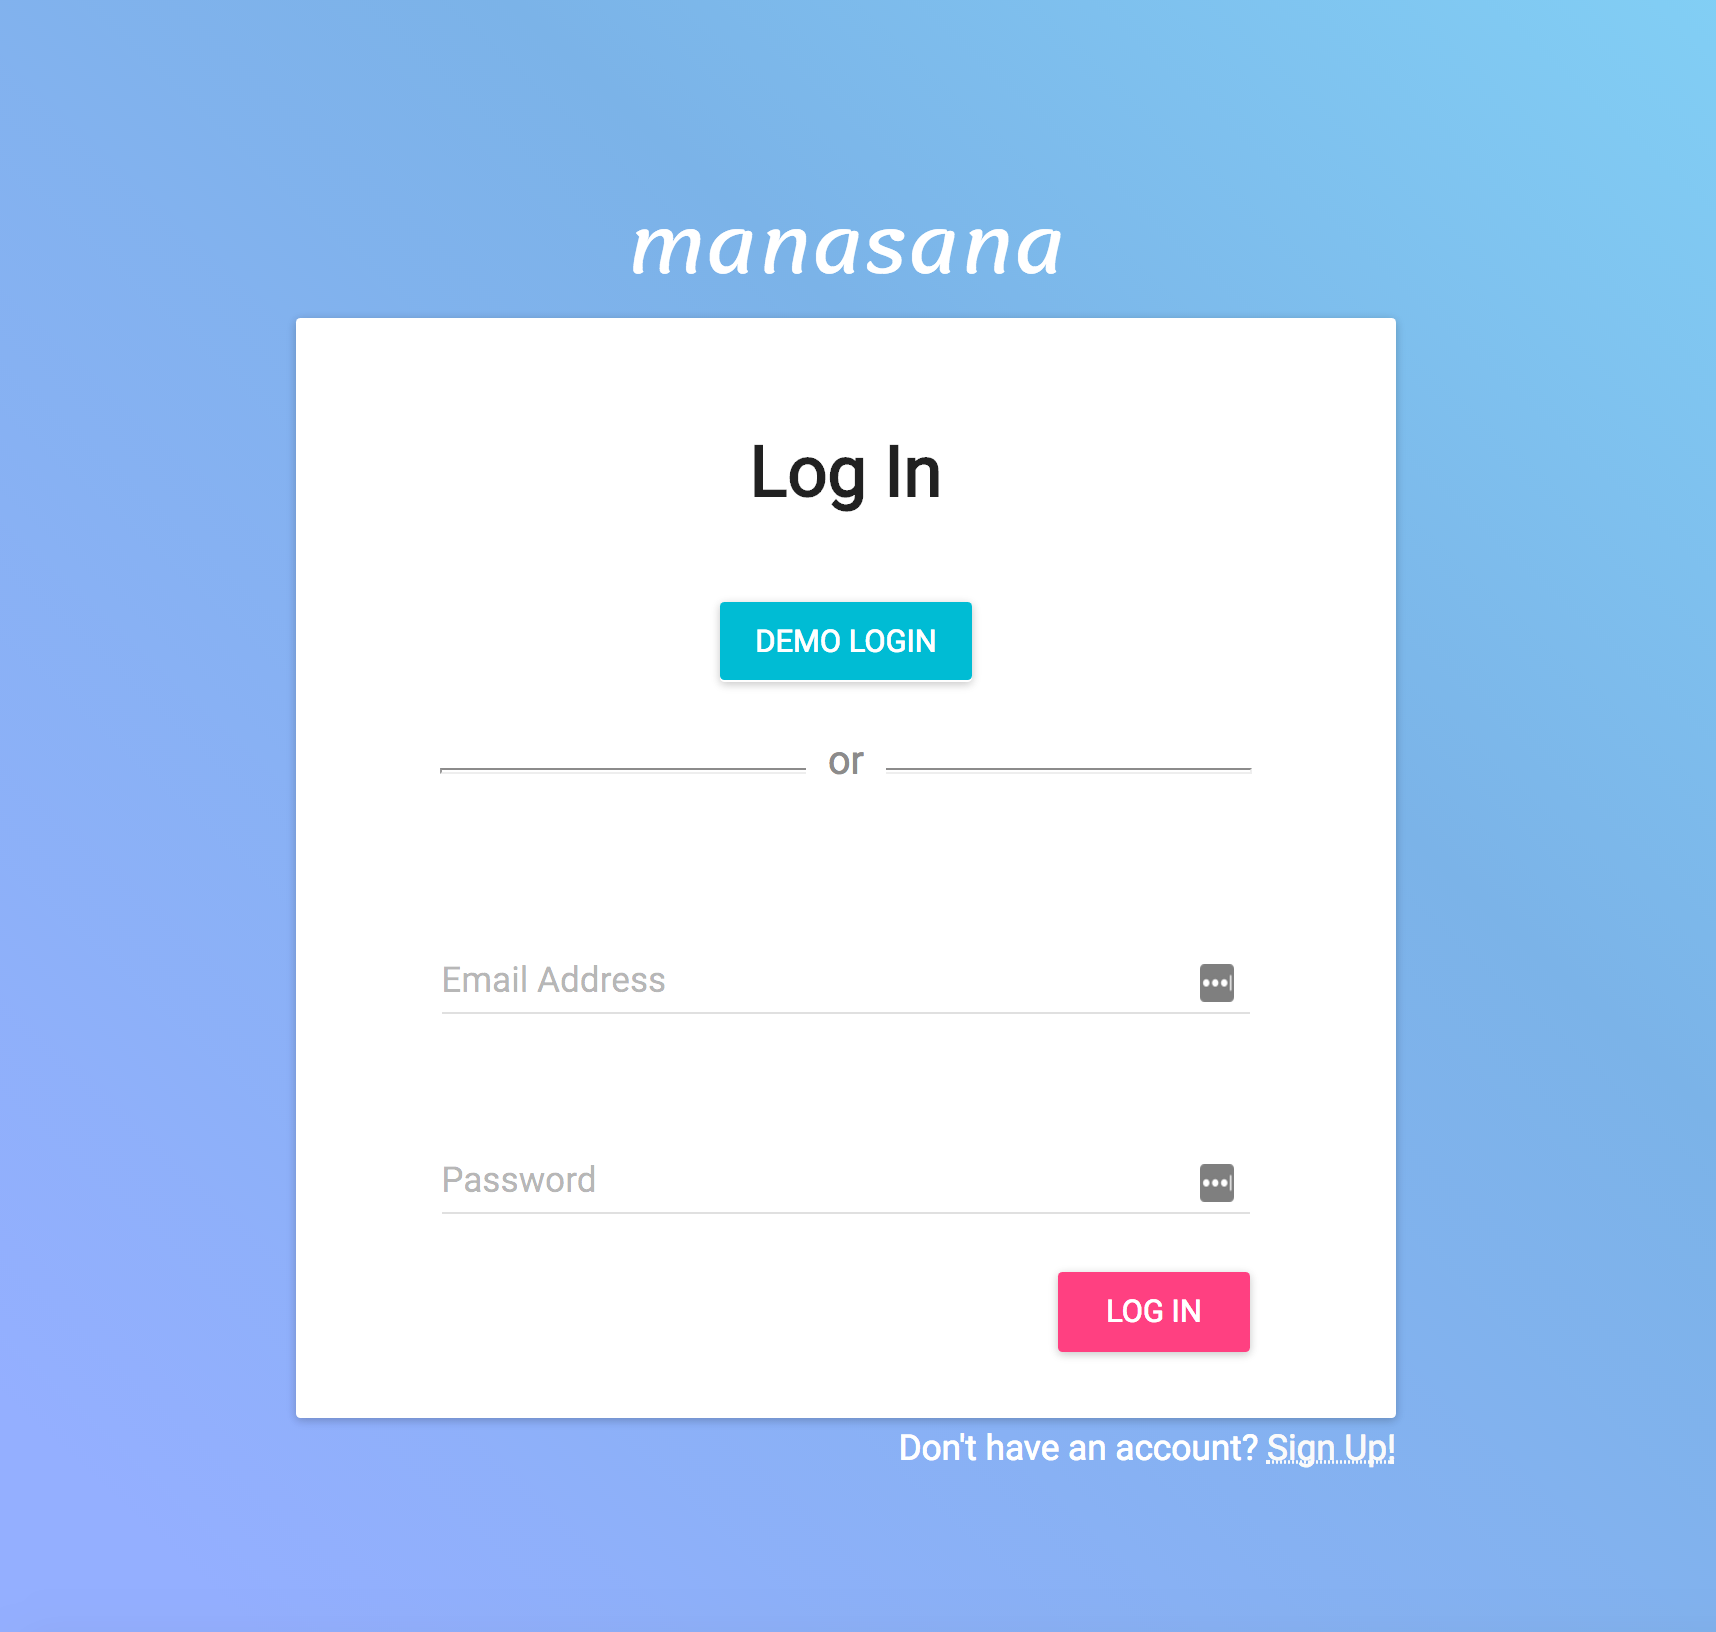 manasana
Log In
DEMO LOGIN
or
Email Address
Password
LOG IN
Don't have an account? Sign Up!